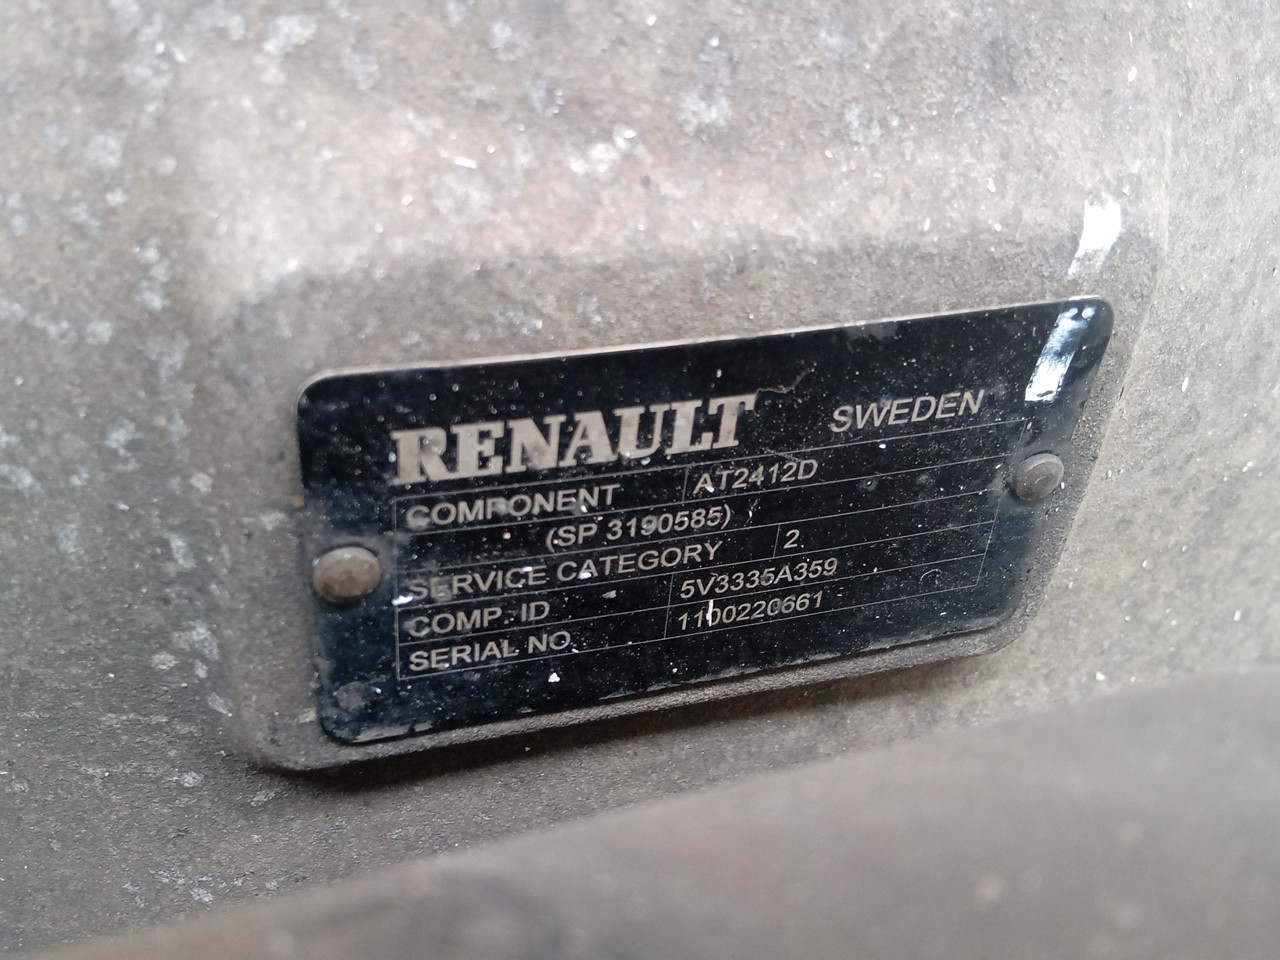 RENAULT SWEDEN
COMPONENT AT2412D
(SP 3190585)
SERVICE CATEGORY 2
COMP. ID 5V3335A359
SERIAL NO 1100220661